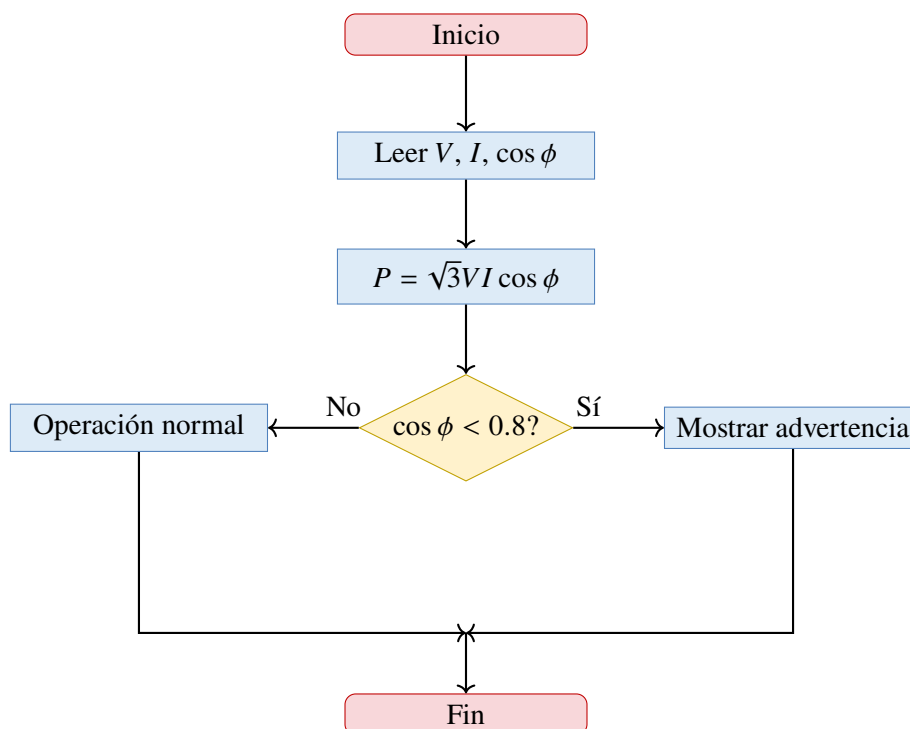 Inicio
Leer V, I, cos ϕ
P = √3VI cos ϕ
No
Sí
Operación normal
cos ϕ < 0.8?
Mostrar advertencia
Fin